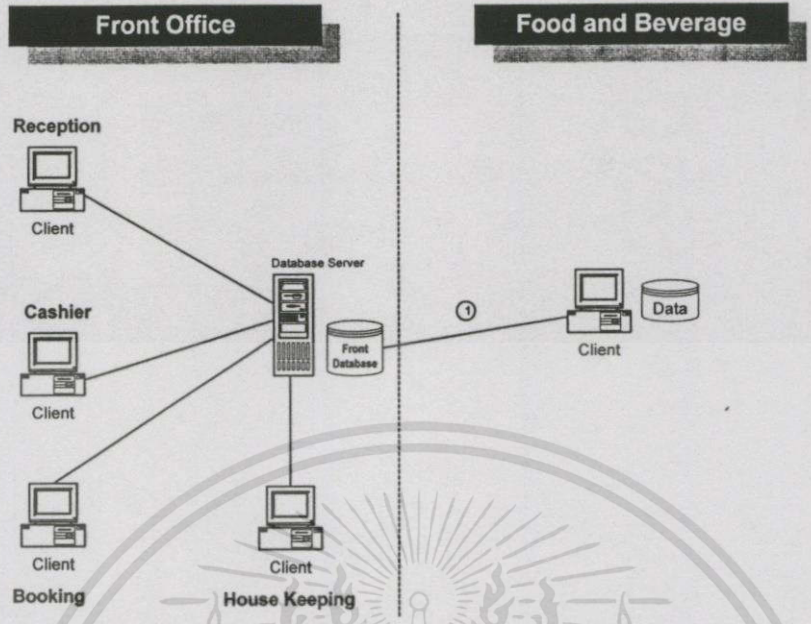 Front Office
Food and Beverage
Reception
Client
Database Server
Cashier
Client
Front
Database
①
Data
Client
Client
Booking
Client
House Keeping